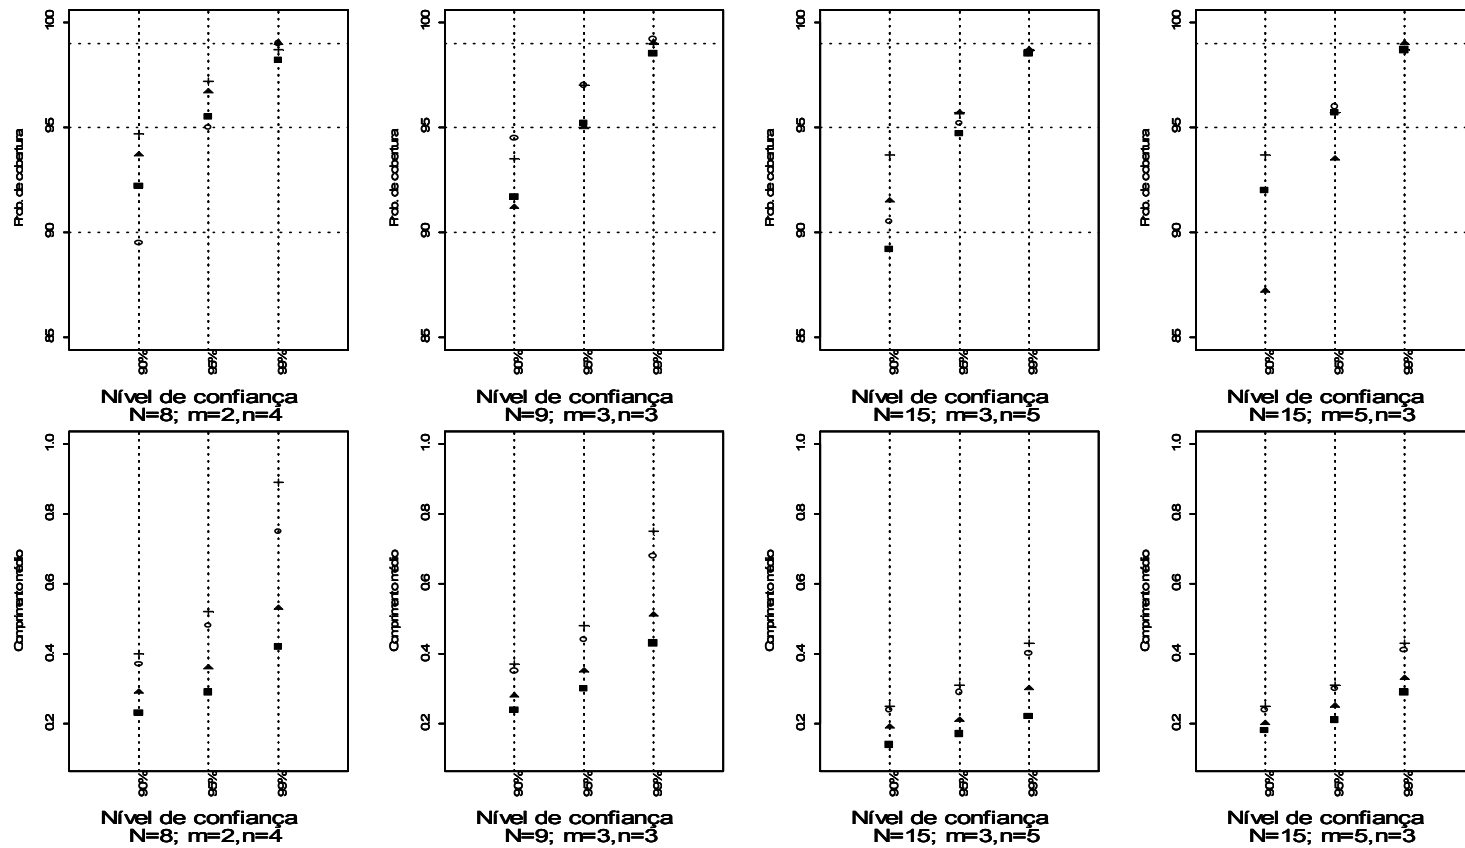 100 100 100 100
95 95 95 95
Prob. de cobertura Prob. de cobertura Prob. de cobertura Prob. de cobertura
90 90 90 90
85 85 85 85
90% 95% 99% 90% 95% 99% 90% 95% 99% 90% 95% 99%
Nível de confiança Nível de confiança Nível de confiança Nível de confiança
N=8; m=2,n=4 N=9; m=3,n=3 N=15; m=3,n=5 N=15; m=5,n=3
1.0 1.0 1.0 1.0
0.8 0.8 0.8 0.8
0.6 0.6 0.6 0.6
Comprimento médio Comprimento médio Comprimento médio Comprimento médio
0.4 0.4 0.4 0.4
0.2 0.2 0.2 0.2
90% 95% 99% 90% 95% 99% 90% 95% 99% 90% 95% 99%
Nível de confiança Nível de confiança Nível de confiança Nível de confiança
N=8; m=2,n=4 N=9; m=3,n=3 N=15; m=3,n=5 N=15; m=5,n=3